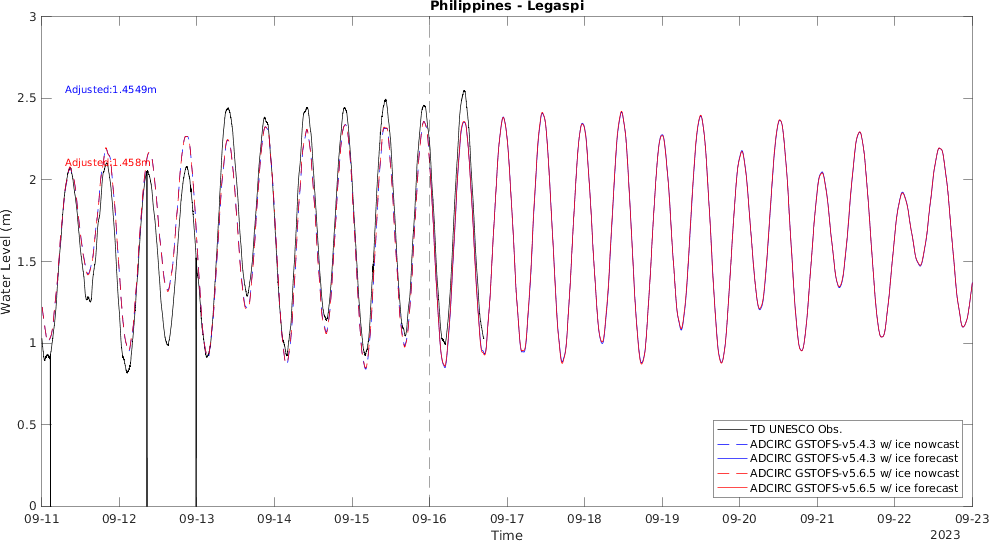 Philippines - Legaspi
3
2.5
2
1.5
1
0.5
0
Water Level (m)
Adjusted:1.4549m
Adjusted:1.458m
TD UNESCO Obs.
ADCIRC GSTOFS-v5.4.3 w/ ice nowcast
ADCIRC GSTOFS-v5.4.3 w/ ice forecast
ADCIRC GSTOFS-v5.6.5 w/ ice nowcast
ADCIRC GSTOFS-v5.6.5 w/ ice forecast
09-11 09-12 09-13 09-14 09-15 09-16 09-17 09-18 09-19 09-20 09-21 09-22 09-23
Time
2023